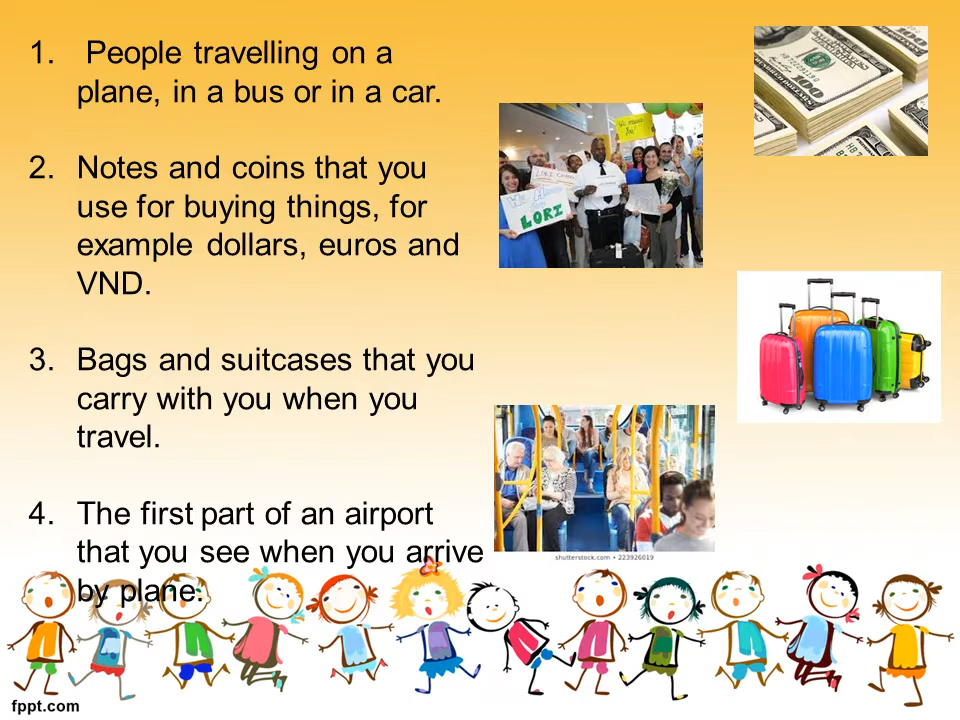 1. People travelling on a
plane, in a bus or in a car.
2. Notes and coins that you
use for buying things, for
example dollars, euros and
VND.
3. Bags and suitcases that you
carry with you when you
travel.
4. The first part of an airport
that you see when you arrive
by plane.
100
LORI
shutterstock.com • 223926019
fppt.com